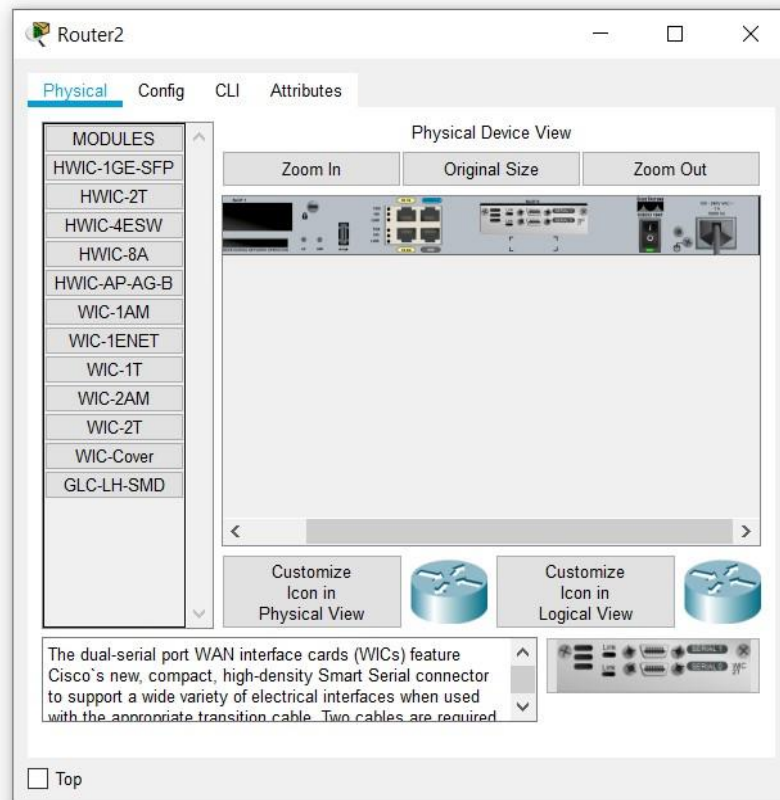 Router2
Physical Config CLI Attributes
MODULES
HWIC-1GE-SFP
HWIC-2T
HWIC-4ESW
HWIC-8A
HWIC-AP-AG-B
WIC-1AM
WIC-1ENET
WIC-1T
WIC-2AM
WIC-2T
WIC-Cover
GLC-LH-SMD
Physical Device View
Zoom In Original Size Zoom Out
Customize
Icon in
Physical View
Customize
Icon in
Logical View
The dual-serial port WAN interface cards (WICs) feature
Cisco`s new, compact, high-density Smart Serial connector
to support a wide variety of electrical interfaces when used
with the appropriate transition cable. Two cables are required
Top